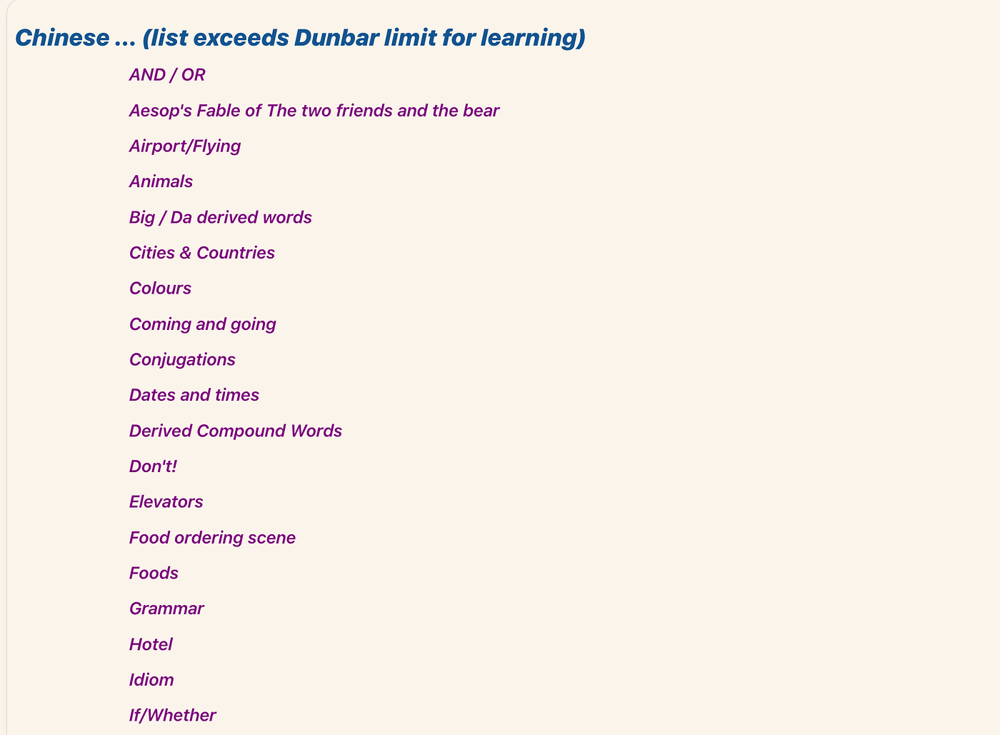 Chinese ... (list exceeds Dunbar limit for learning)
AND / OR
Aesop's Fable of The two friends and the bear
Airport/Flying
Animals
Big / Da derived words
Cities & Countries
Colours
Coming and going
Conjugations
Dates and times
Derived Compound Words
Don't!
Elevators
Food ordering scene
Foods
Grammar
Hotel
Idiom
If/Whether